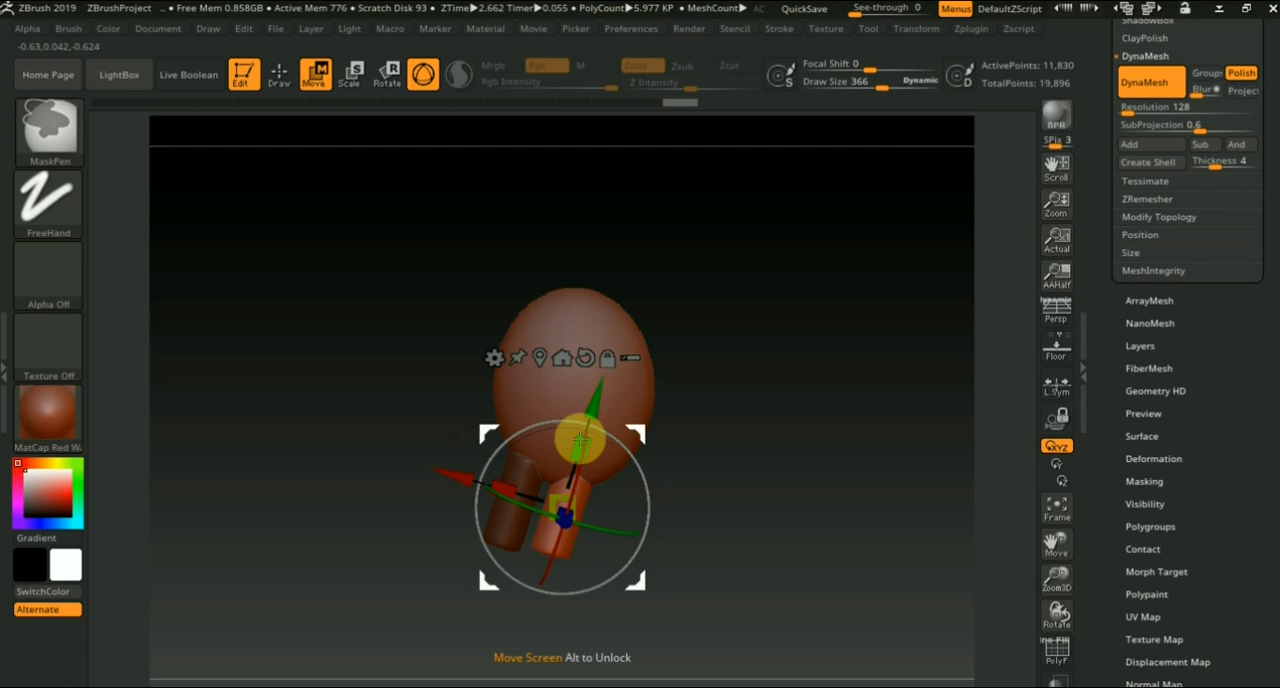 ZBrush 2019 ZBrushProject .. • Free Mem 0.858GB • Active Mem 776 • Scratch Disk 93 • ZTime▶2.662 Timer▶0.055 • PolyCount▶5.977 KP • MeshCount▶ AC QuickSave See-through 0 Menus DefaultZScript
Alpha Brush Color Document Draw Edit File Layer Light Macro Marker Material Movie Picker Preferences Render Stencil Stroke Texture Tool Transform Zplugin Zscript
-0.63,0.042,-0.624
Home Page LightBox Live Boolean Edit Draw Move Scale Rotate
Mrgb Rgb M Zadd Zsub Zcut
Rgb Intensity Z Intensity
Focal Shift 0
Draw Size 366 Dynamic
S D
ActivePoints: 11,830
TotalPoints: 19,896
MaskPen
FreeHand
Alpha Off
Texture Off
MatCap Red W
Gradient
SwitchColor
Alternate
Move Screen Alt to Unlock
BPR
SPix 3
Scroll
Zoom
Actual
AAHalf
Dynamic
Persp
Floor
L.Sym
XYZ
Y
Z
Frame
Move
Zoom3D
Rotate
PolyF
ShadowBox
ClayPolish
DynaMesh
DynaMesh Groups Polish
Blur Project
Resolution 128
SubProjection 0.6
Add Sub And
Create Shell Thickness 4
Tessimate
ZRemesher
Modify Topology
Position
Size
MeshIntegrity
ArrayMesh
NanoMesh
Layers
FiberMesh
Geometry HD
Preview
Surface
Deformation
Masking
Visibility
Polygroups
Contact
Morph Target
Polypaint
UV Map
Texture Map
Displacement Map
Normal Map